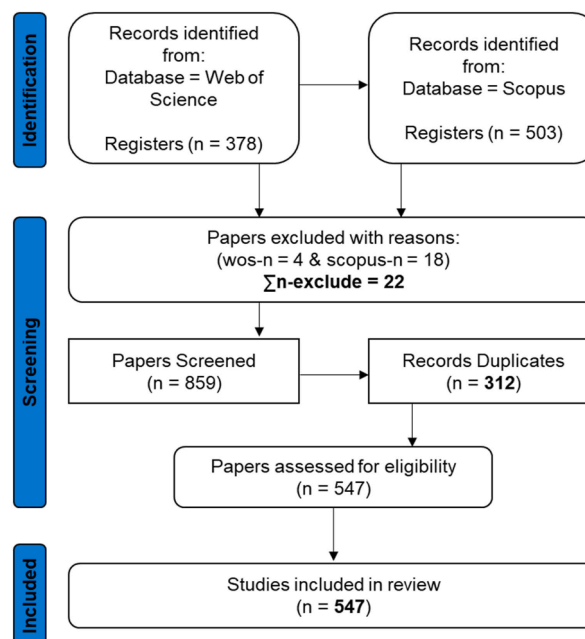 Identification
Records identified
from:
Database = Web of
Science
Registers (n = 378)
Records identified
from:
Database = Scopus
Registers (n = 503)
Screening
Papers excluded with reasons:
(wos-n = 4 & scopus-n = 18)
∑n-exclude = 22
Papers Screened
(n = 859)
Records Duplicates
(n = 312)
Papers assessed for eligibility
(n = 547)
Included
Studies included in review
(n = 547)